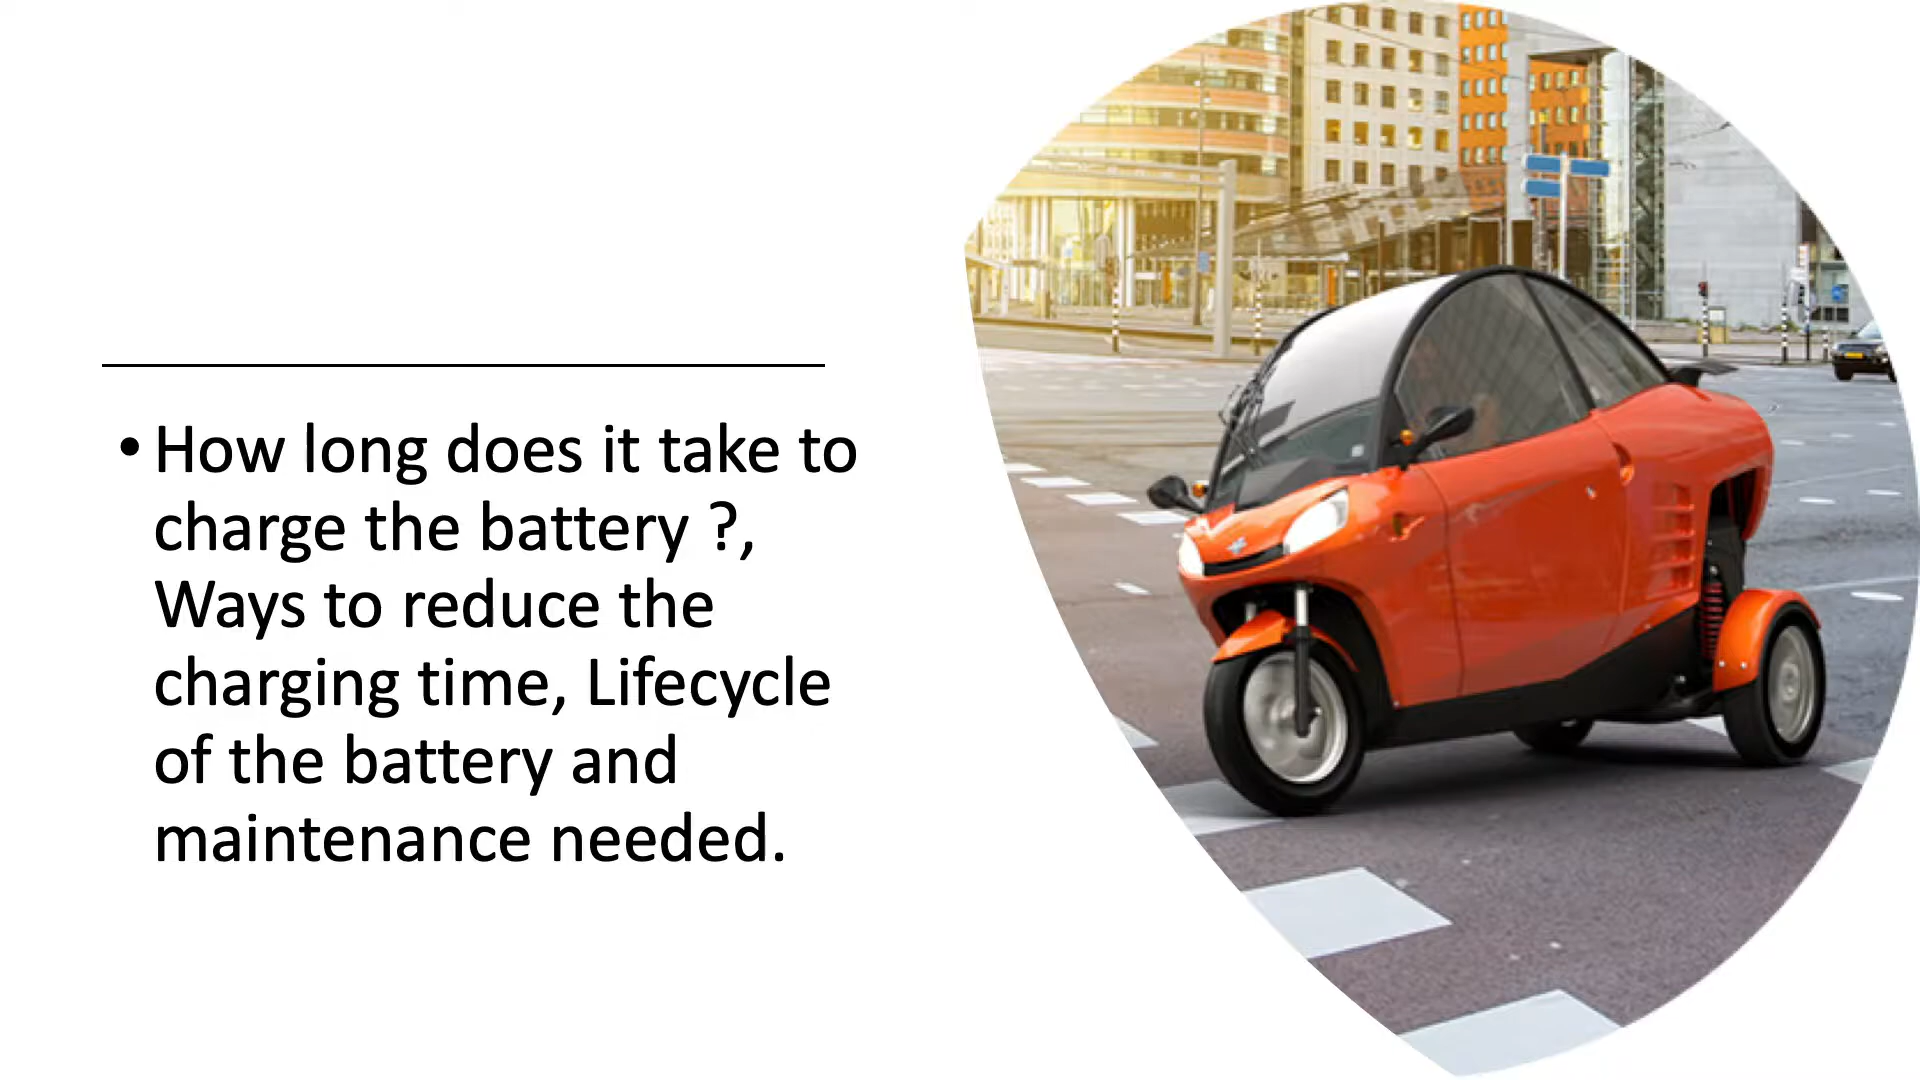 • How long does it take to
charge the battery ?,
Ways to reduce the
charging time, Lifecycle
of the battery and
maintenance needed.